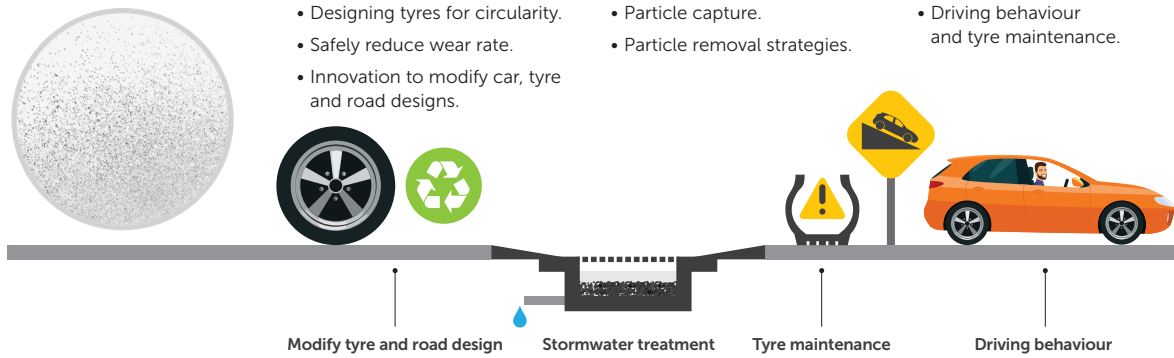 • Designing tyres for circularity.
• Safely reduce wear rate.
• Innovation to modify car, tyre
and road designs.
• Particle capture.
• Particle removal strategies.
• Driving behaviour
and tyre maintenance.
Modify tyre and road design
Stormwater treatment
Tyre maintenance
Driving behaviour